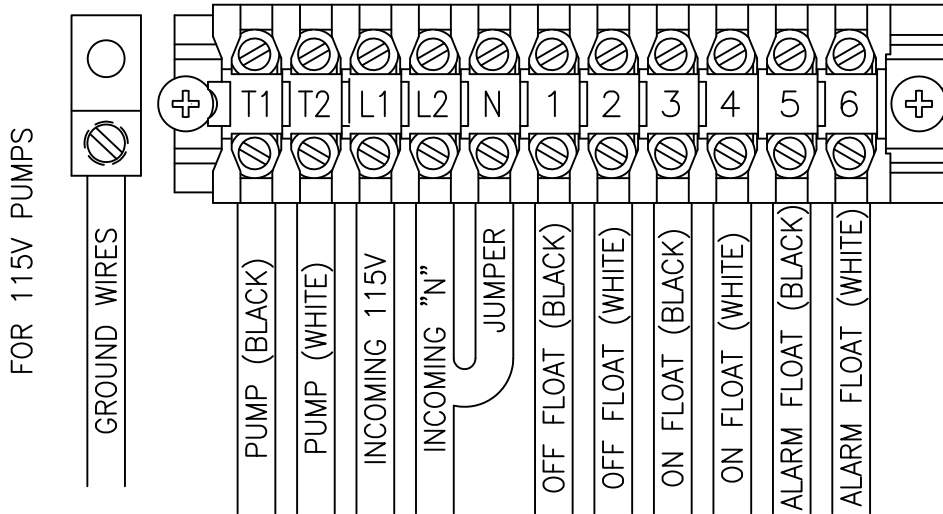 FOR 115V PUMPS
GROUND WIRES
T1 T2 L1 L2 N 1 2 3 4 5 6
PUMP (BLACK)
PUMP (WHITE)
INCOMING 115V
INCOMING "N"
JUMPER
OFF FLOAT (BLACK)
OFF FLOAT (WHITE)
ON FLOAT (BLACK)
ON FLOAT (WHITE)
ALARM FLOAT (BLACK)
ALARM FLOAT (WHITE)